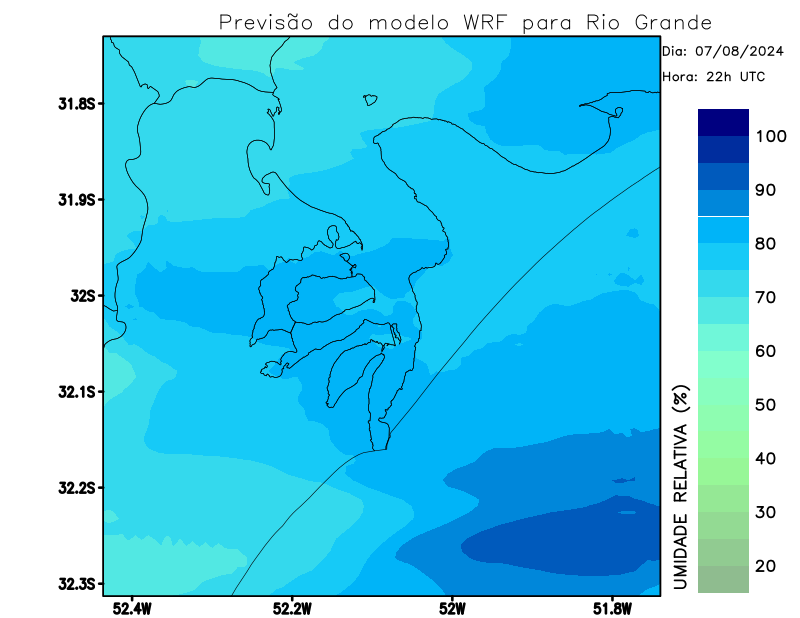 Previsão do modelo WRF para Rio Grande
Dia: 07/08/2024
Hora: 22h UTC
31.8S
31.9S
32S
32.1S
32.2S
32.3S
52.4W
52.2W
52W
51.8W
100
90
80
70
60
50
40
30
20
UMIDADE RELATIVA (%)